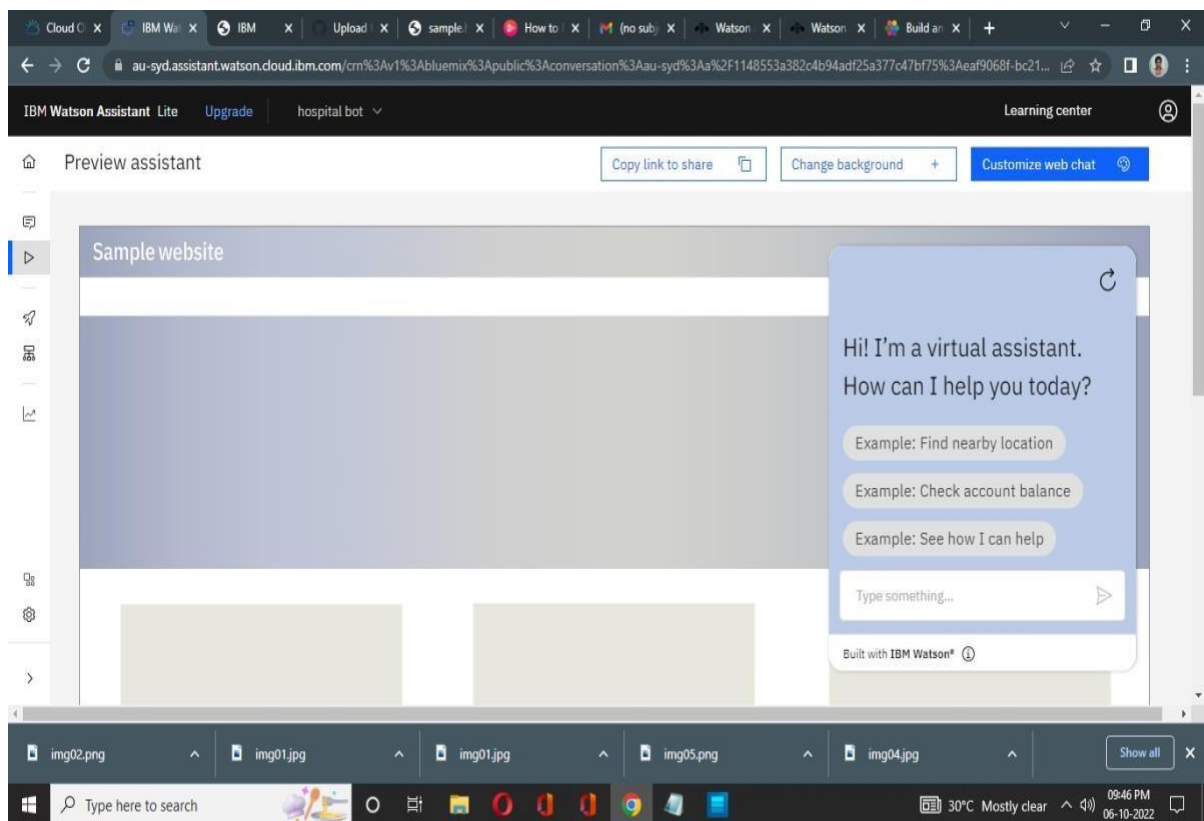 Cloud O
IBM Wa
IBM
Upload
sample.
How to
(no sub
Watson
Watson
Build an
au-syd.assistant.watson.cloud.ibm.com/crn%3Av1%3Abluemix%3Apublic%3Aconversation%3Aau-syd%3Aa%2F1148553a382c4b94adf25a377c47bf75%3Aeaf9068f-bc21...
IBM Watson Assistant Lite Upgrade hospital bot Learning center
Preview assistant Copy link to share Change background + Customize web chat
Sample website
Hi! I'm a virtual assistant.
How can I help you today?
Example: Find nearby location
Example: Check account balance
Example: See how I can help
Type something...
Built with IBM Watson®
img02.png img01.jpg img01.jpg img05.png img04.jpg Show all
Type here to search 30°C Mostly clear 09:46 PM
06-10-2022